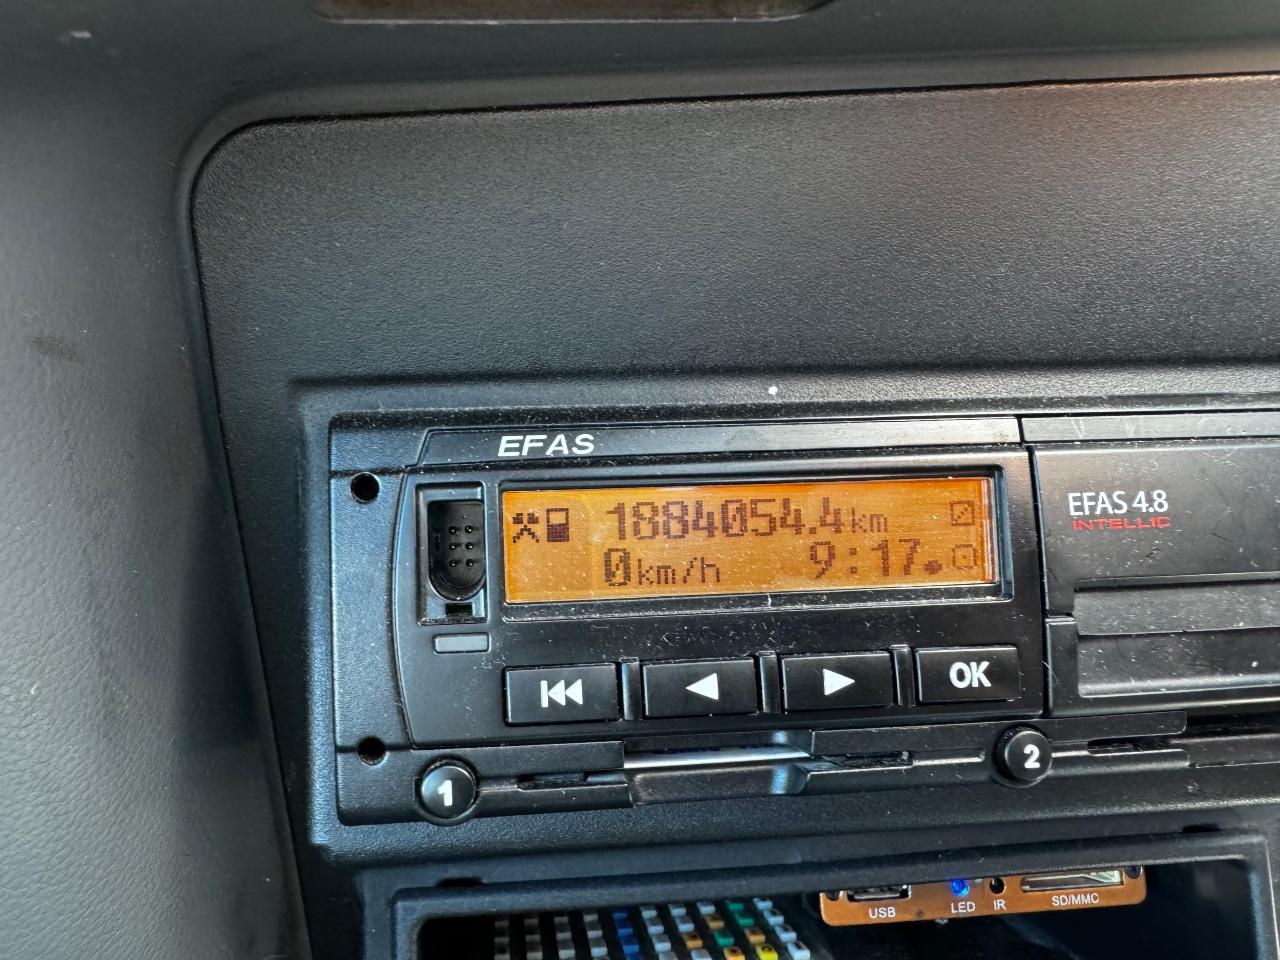 EFAS
1884054.4km
0km/h 9:17
EFAS 4.8
INTELLIC
OK
1
2
USB LED IR SD/MMC